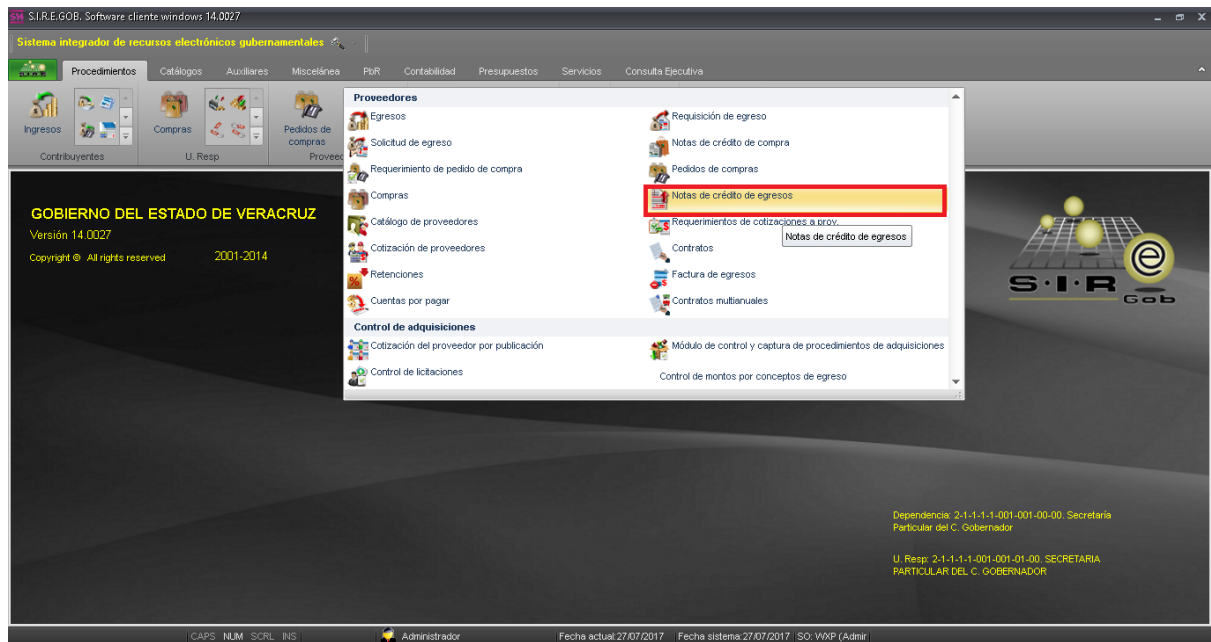 S.I.R.E.GOB. Software cliente windows 14.0027
Sistema integrador de recursos electrónicos gubernamentales
Procedimientos Catálogos Auxiliares Miscelánea PbR Contabilidad Presupuestos Servicios Consulta Ejecutiva
Ingresos
Compras
Pedidos de
compras
Contribuyentes
U. Resp
Proveed
Proveedores
Egresos
Requisición de egreso
Solicitud de egreso
Notas de crédito de compra
Requerimiento de pedido de compra
Pedidos de compras
Compras
Notas de crédito de egresos
Catálogo de proveedores
Requerimientos de cotizaciones a prov.
Notas de crédito de egresos
Cotización de proveedores
Contratos
Retenciones
Factura de egresos
Cuentas por pagar
Contratos multianuales
Control de adquisiciones
Cotización del proveedor por publicación
Módulo de control y captura de procedimientos de adquisiciones
Control de licitaciones
Control de montos por conceptos de egreso
GOBIERNO DEL ESTADO DE VERACRUZ
Versión 14.0027
Copyright © All rights reserved 2001-2014
S·I·R e
Gob
Dependencia: 2-1-1-1-1-001-001-00-00. Secretaría
Particular del C. Gobernador
U. Resp: 2-1-1-1-1-001-001-01-00. SECRETARIA
PARTICULAR DEL C. GOBERNADOR
CAPS NUM SCRL INS Administrador Fecha actual:27/07/2017 Fecha sistema:27/07/2017 SO: WXP (Admir